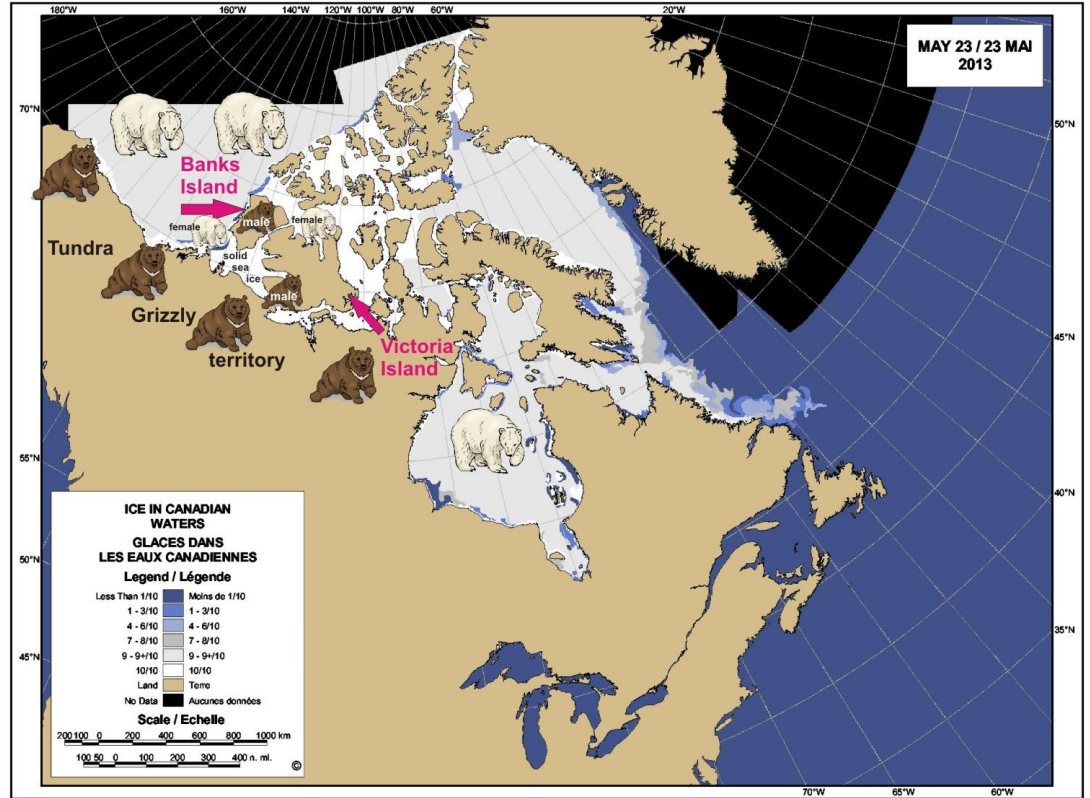 180°W
160°W
140°W
120°W
100°W
80°W
60°W
20°W
MAY 23 / 23 MAI
2013
70°N
50°N
Banks
Island
male
female
female
Tundra
solid
sea
ice
male
Grizzly
territory
Victoria
Island
45°N
55°N
40°N
50°N
35°N
45°N
ICE IN CANADIAN
WATERS
GLACES DANS
LES EAUX CANADIENNES
Legend / Légende
Less Than 1/10 Moins de 1/10
1 - 3/10 1 - 3/10
4 - 6/10 4 - 6/10
7 - 8/10 7 - 8/10
9 - 9+/10 9 - 9+/10
10/10 10/10
Land Terre
No Data Aucunes données
Scale / Echelle
200 100 0 200 400 600 800 1000 km
100 50 0 100 200 300 400 n. mi.
©
70°W
65°W
60°W